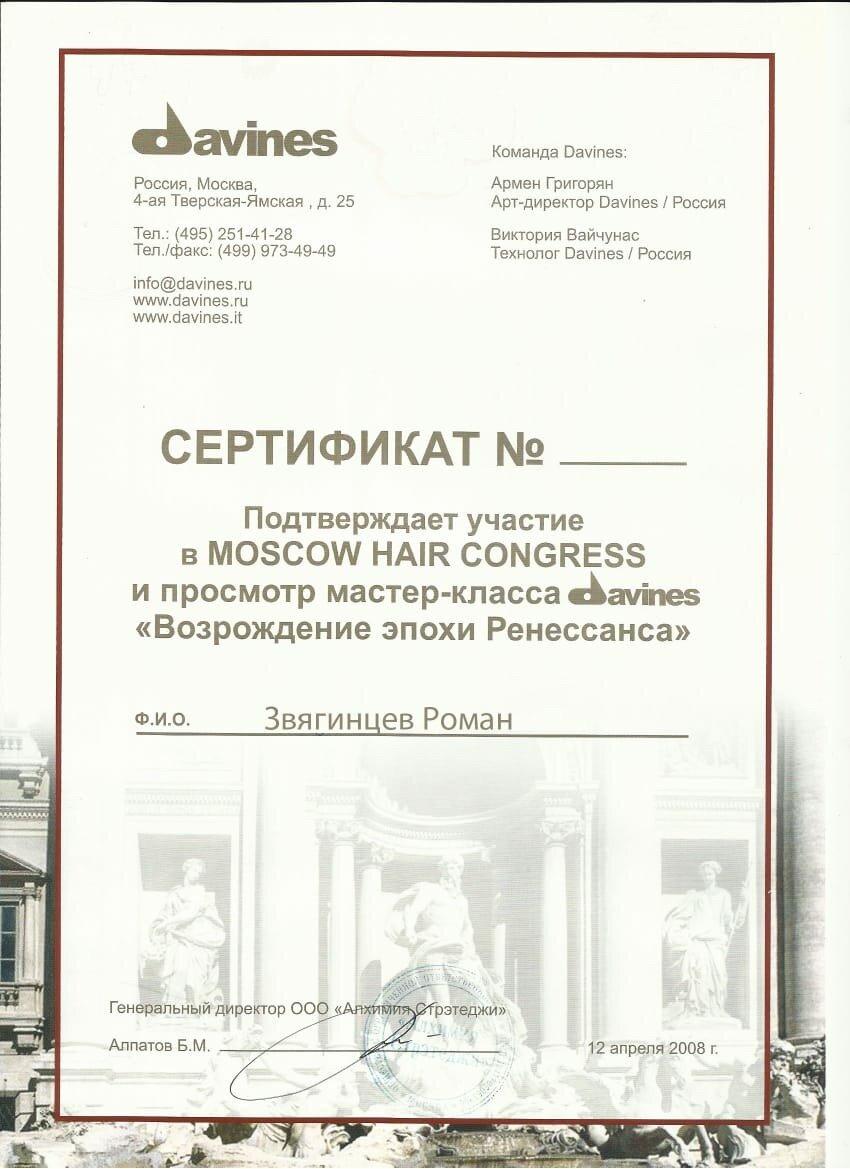 davines
Россия, Москва,
4-ая Тверская-Ямская , д. 25
Тел.: (495) 251-41-28
Тел./факс: (499) 973-49-49
info@davines.ru
www.davines.ru
www.davines.it
Команда Davines:
Армен Григорян
Арт-директор Davines / Россия
Виктория Вайчунас
Технолог Davines / Россия
СЕРТИФИКАТ №
Подтверждает участие
в MOSCOW HAIR CONGRESS
и просмотр мастер-класса davines
«Возрождение эпохи Ренессанса»
Ф.И.О. Звягинцев Роман
Генеральный директор ООО «Алхимия Стрэтеджи»
Алпатов Б.М.
12 апреля 2008 г.
АЛХИМИЯ
СТРЭТЕДЖИ